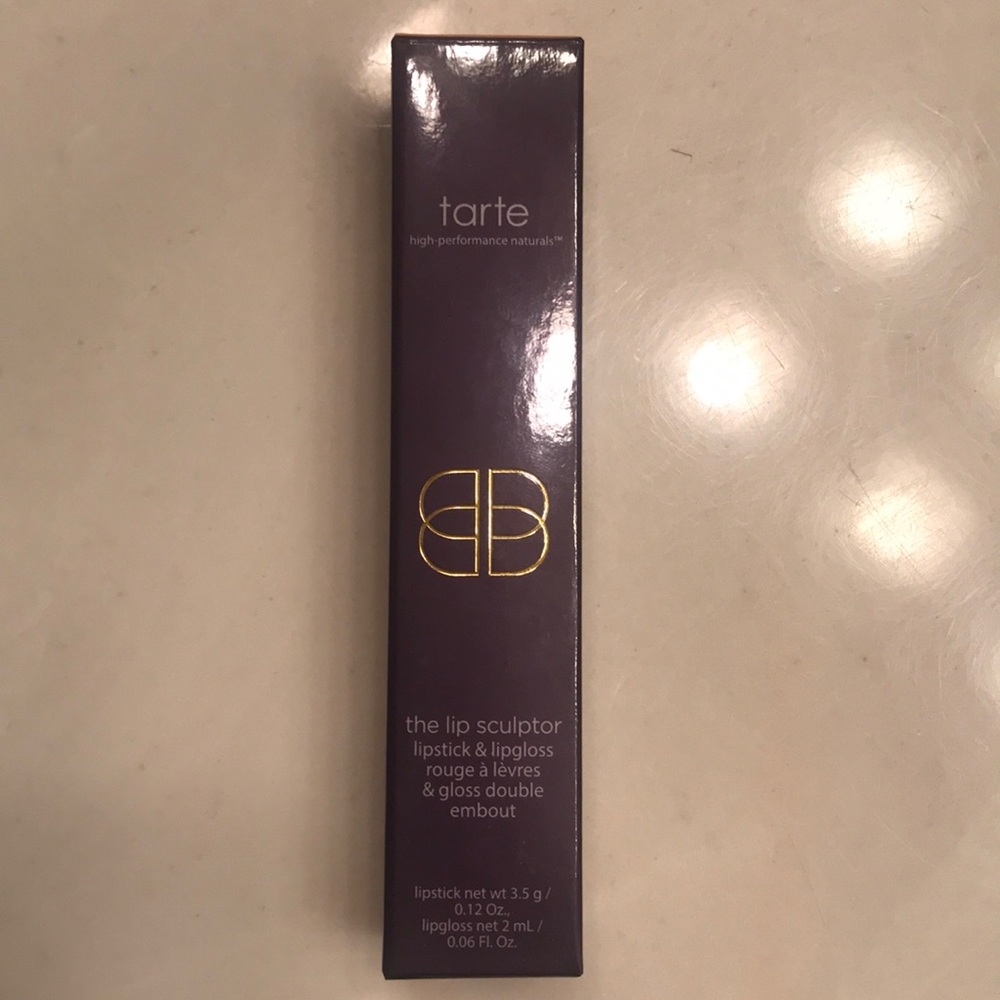 tarte
high-performance naturals™
BB
the lip sculptor
lipstick & lipgloss
rouge à lèvres
& gloss double
embout
lipstick net wt 3.5 g /
0.12 Oz.,
lipgloss net 2 mL /
0.06 Fl. Oz.